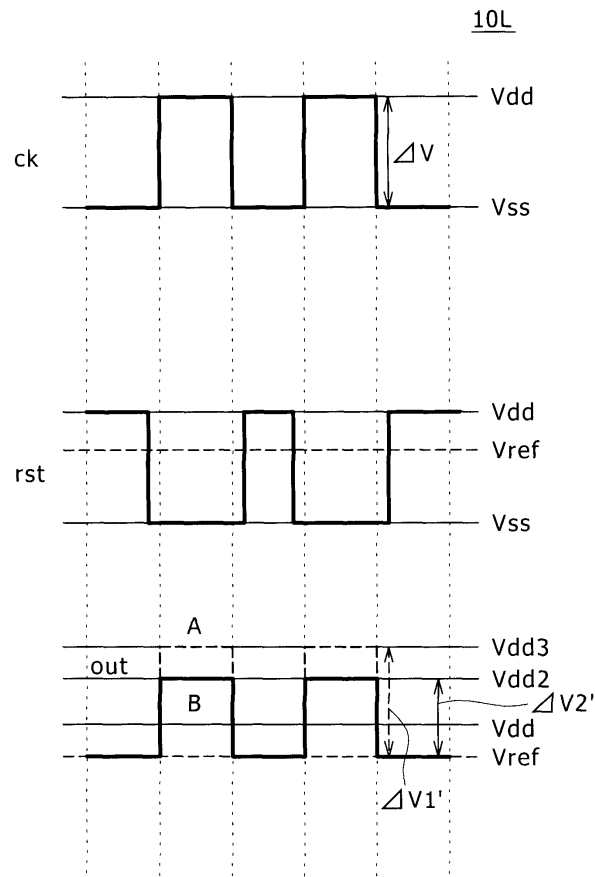 10L
Vdd
ck
⊿V
Vss
Vdd
Vref
rst
Vss
A
Vdd3
out
Vdd2
B
⊿V2'
Vdd
Vref
⊿V1'